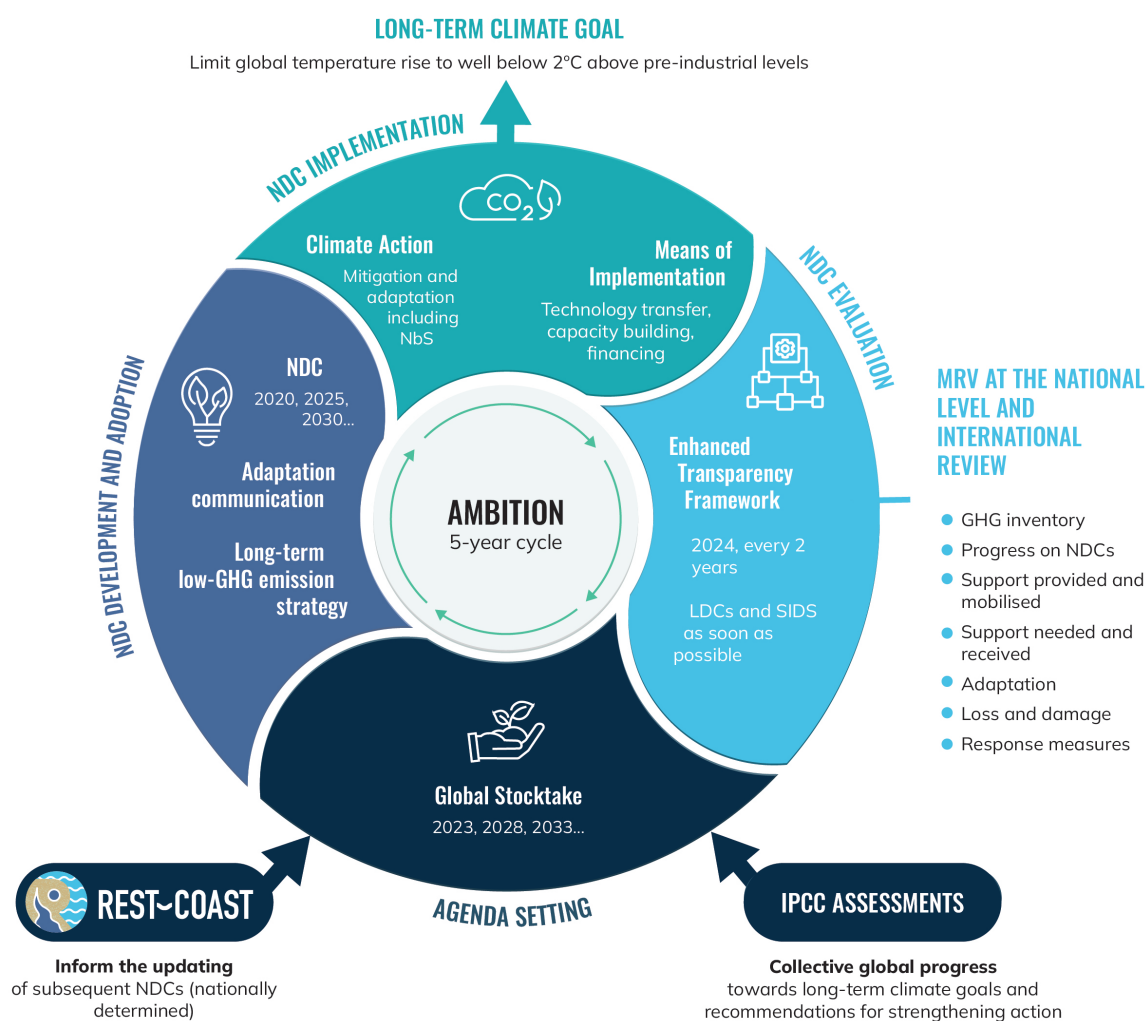 LONG-TERM CLIMATE GOAL
Limit global temperature rise to well below 2°C above pre-industrial levels
NDC IMPLEMENTATION
CO2
Climate Action
Mitigation and
adaptation
including
NbS
Means of
Implementation
Technology transfer,
capacity building,
financing
NDC EVALUATION
Enhanced
Transparency
Framework
2024, every 2
years
LDCs and SIDS
as soon as
possible
MRV AT THE NATIONAL
LEVEL AND
INTERNATIONAL
REVIEW
GHG inventory
Progress on NDCs
Support provided and
mobilised
Support needed and
received
Adaptation
Loss and damage
Response measures
NDC DEVELOPMENT AND ADOPTION
NDC
2020, 2025,
2030...
Adaptation
communication
Long-term
low-GHG emission
strategy
AMBITION
5-year cycle
Global Stocktake
2023, 2028, 2033...
AGENDA SETTING
REST-COAST
Inform the updating
of subsequent NDCs (nationally
determined)
IPCC ASSESSMENTS
Collective global progress
towards long-term climate goals and
recommendations for strengthening action